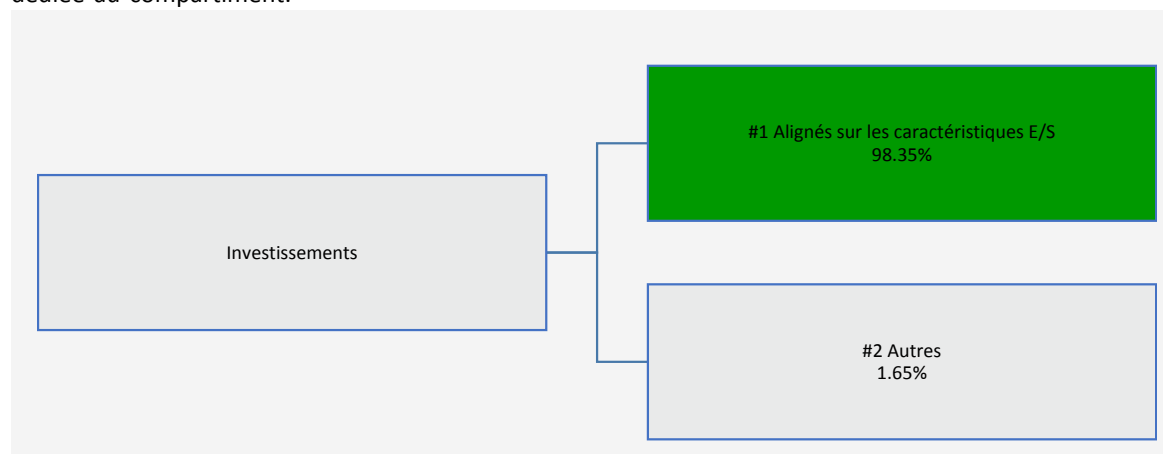 #1 Alignés sur les caractéristiques E/S
98.35%
Investissements
#2 Autres
1.65%